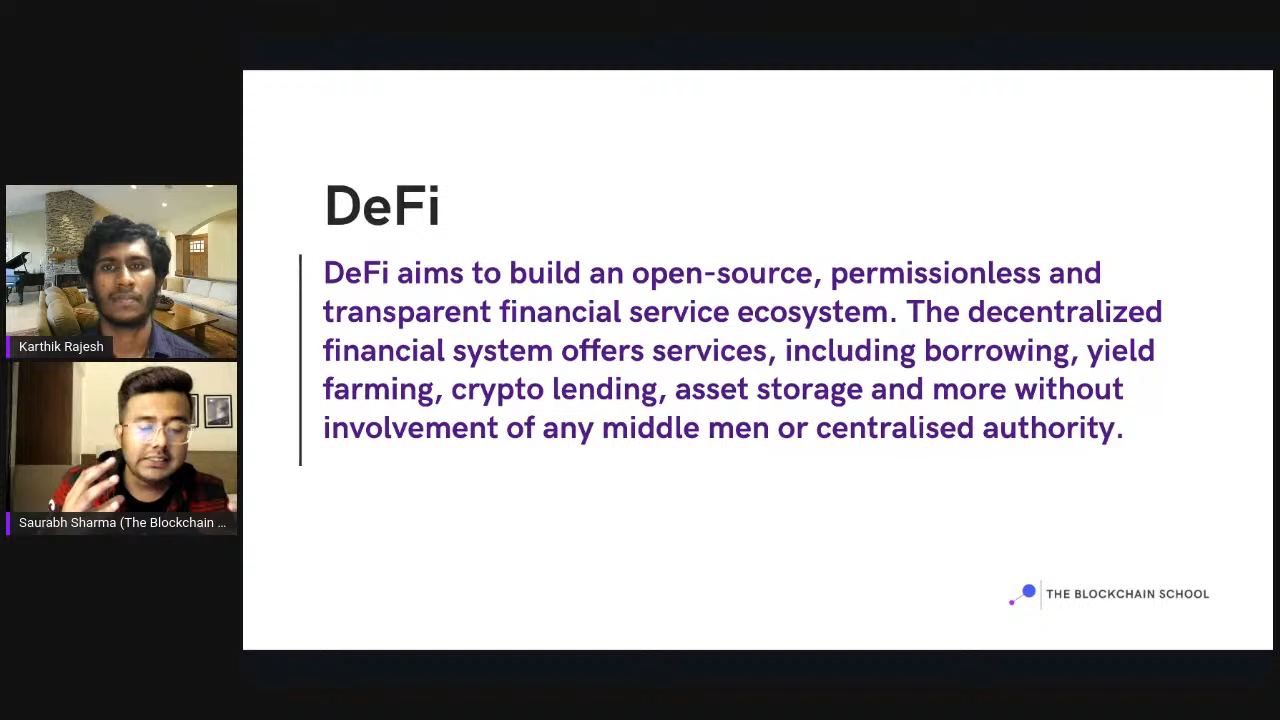 DeFi
DeFi aims to build an open-source, permissionless and
transparent financial service ecosystem. The decentralized
financial system offers services, including borrowing, yield
farming, crypto lending, asset storage and more without
involvement of any middle men or centralised authority.
Karthik Rajesh
Saurabh Sharma (The Blockchain ...
THE BLOCKCHAIN SCHOOL